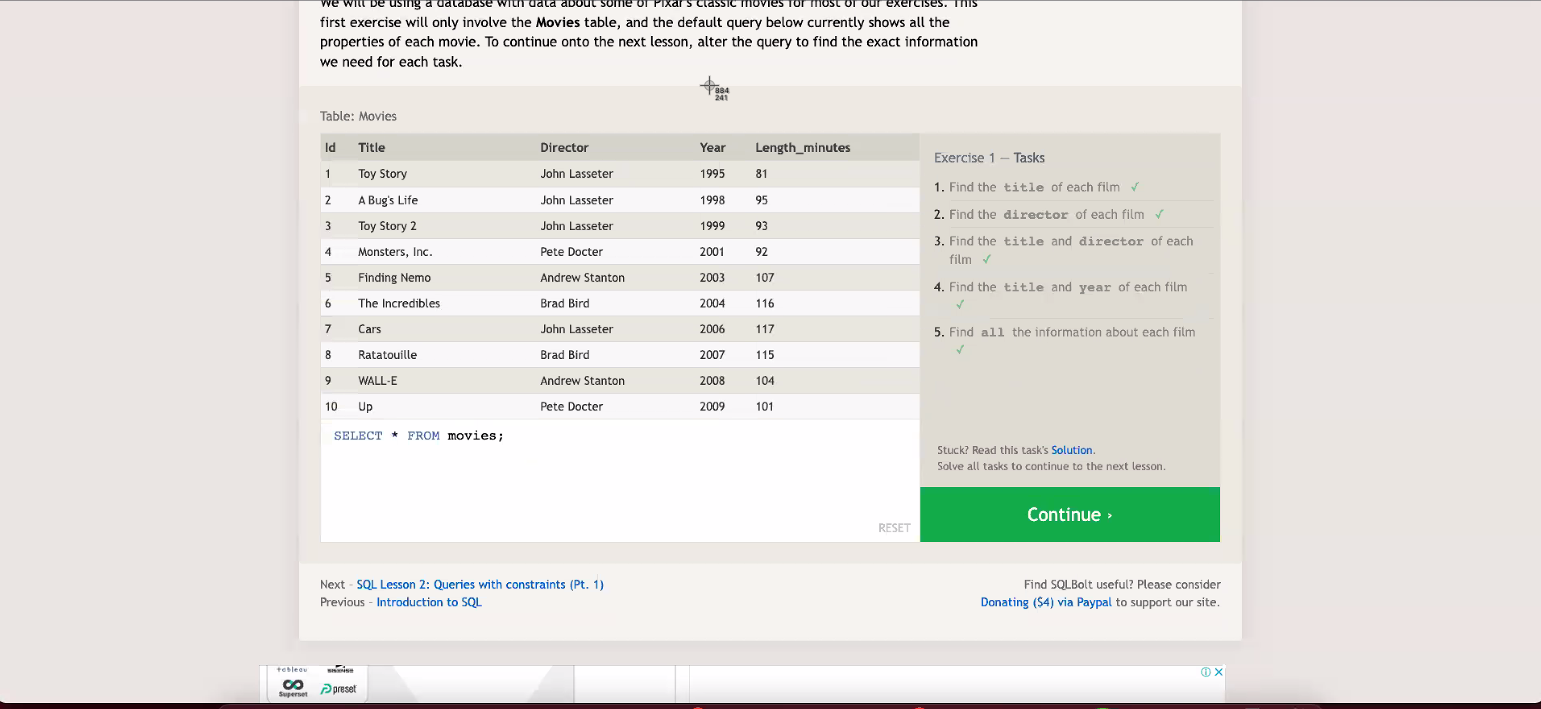 We will be using a database with data about some of Pixar's classic movies for most of our exercises. This
first exercise will only involve the Movies table, and the default query below currently shows all the
properties of each movie. To continue onto the next lesson, alter the query to find the exact information
we need for each task.
884
241
Table: Movies
Id Title Director Year Length_minutes
1 Toy Story John Lasseter 1995 81
2 A Bug's Life John Lasseter 1998 95
3 Toy Story 2 John Lasseter 1999 93
4 Monsters, Inc. Pete Docter 2001 92
5 Finding Nemo Andrew Stanton 2003 107
6 The Incredibles Brad Bird 2004 116
7 Cars John Lasseter 2006 117
8 Ratatouille Brad Bird 2007 115
9 WALL-E Andrew Stanton 2008 104
10 Up Pete Docter 2009 101
SELECT * FROM movies;
RESET
Exercise 1 — Tasks
1. Find the title of each film ✓
2. Find the director of each film ✓
3. Find the title and director of each
film ✓
4. Find the title and year of each film
✓
5. Find all the information about each film
✓
Stuck? Read this task's Solution.
Solve all tasks to continue to the next lesson.
Continue ›
Next – SQL Lesson 2: Queries with constraints (Pt. 1)
Previous – Introduction to SQL
Find SQLBolt useful? Please consider
Donating ($4) via Paypal to support our site.
Superset preset